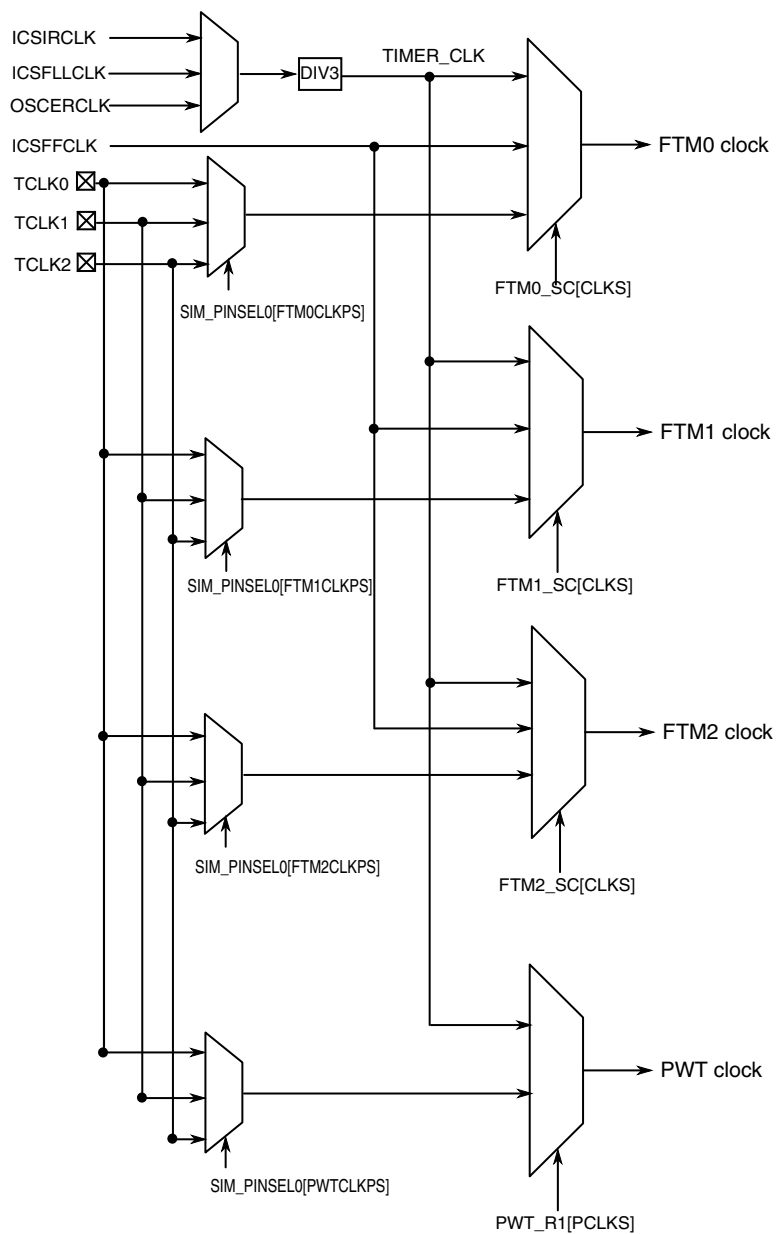 ICSIRCLK
ICSFLLCLK
OSCERCLK
DIV3
TIMER_CLK
ICSFFCLK
FTM0 clock
TCLK0
TCLK1
TCLK2
FTM0_SC[CLKS]
SIM_PINSEL0[FTM0CLKPS]
FTM1 clock
SIM_PINSEL0[FTM1CLKPS]
FTM1_SC[CLKS]
FTM2 clock
SIM_PINSEL0[FTM2CLKPS]
FTM2_SC[CLKS]
PWT clock
SIM_PINSEL0[PWTCLKPS]
PWT_R1[PCLKS]